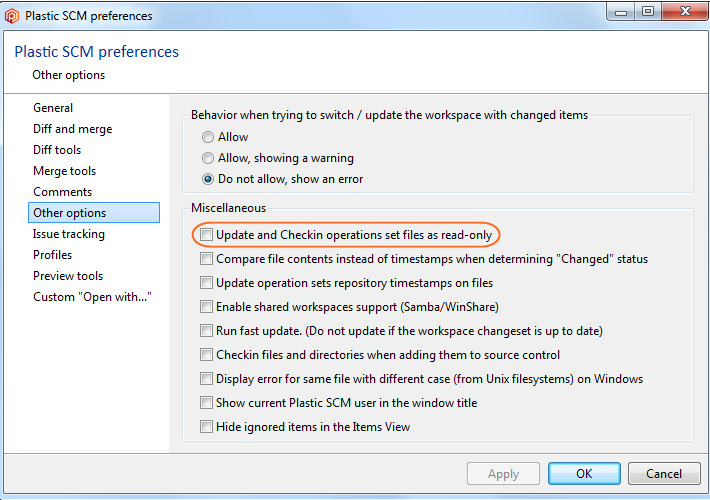 Plastic SCM preferences
Plastic SCM preferences
Other options
General
Diff and merge
Diff tools
Merge tools
Comments
Other options
Issue tracking
Profiles
Preview tools
Custom "Open with..."
Behavior when trying to switch / update the workspace with changed items
Allow
Allow, showing a warning
Do not allow, show an error
Miscellaneous
Update and Checkin operations set files as read-only
Compare file contents instead of timestamps when determining "Changed" status
Update operation sets repository timestamps on files
Enable shared workspaces support (Samba/WinShare)
Run fast update. (Do not update if the workspace changeset is up to date)
Checkin files and directories when adding them to source control
Display error for same file with different case (from Unix filesystems) on Windows
Show current Plastic SCM user in the window title
Hide ignored items in the Items View
Apply
OK
Cancel